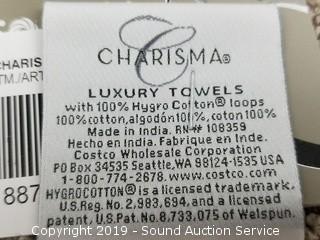 C
CHARISMA®
LUXURY TOWELS
with 100% Hygro Cotton® loops
100%cotton,algodón100%,coton100%
Made in India. RN# 108359
Hecho en India. Fabrique en Inde.
Costco Wholesale Corporation
PO Box 34535 Seattle,WA 98124-1535 USA
1-800-774-2678. www.costco.com
HYGROCOTTON® is a licensed trademark.
U.S.Reg.No.2,983,694,and a licensed
patent, U.S.Pat.No.8,733,075 of Welspun.
CHARIS
TM./ART
887
Copyright 2019 - Sound Auction Service